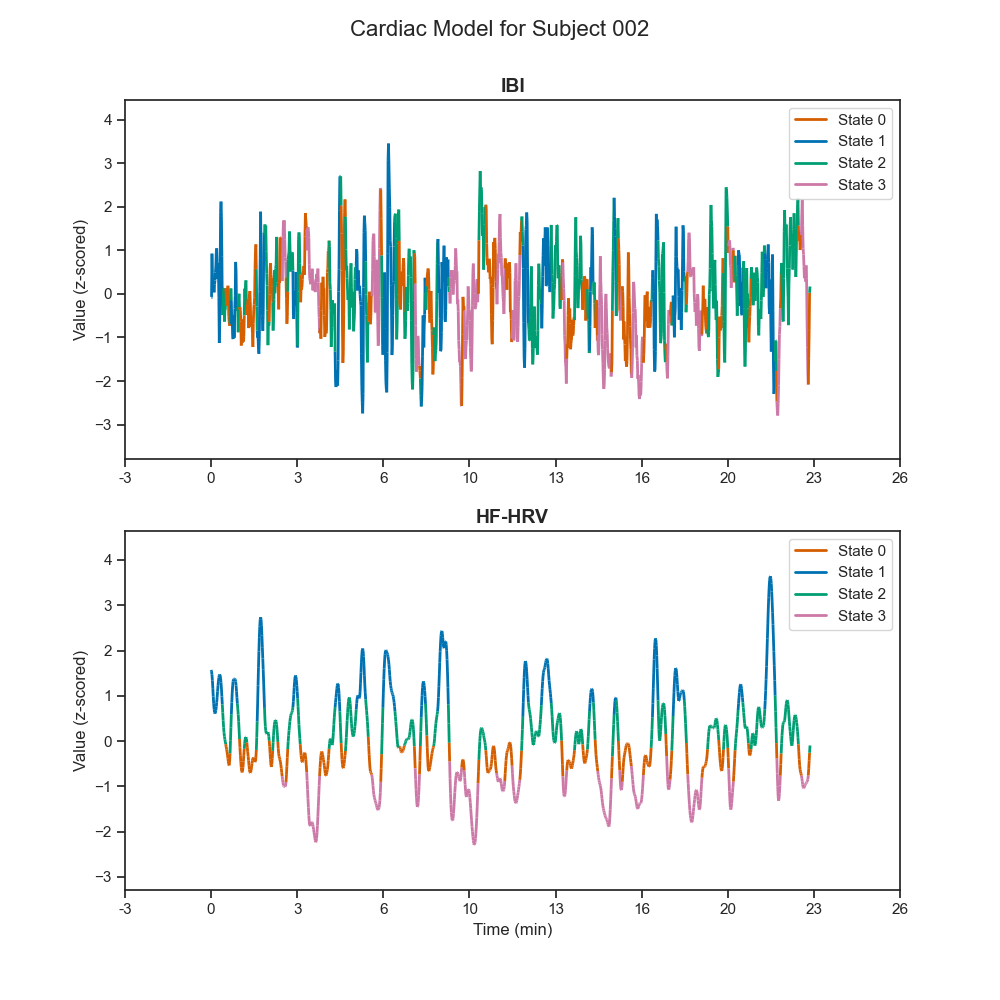 Cardiac Model for Subject 002
IBI
Value (z-scored)
4
3
2
1
0
−1
−2
−3
State 0
State 1
State 2
State 3
-3 0 3 6 10 13 16 20 23 26
HF-HRV
Value (z-scored)
4
3
2
1
0
−1
−2
−3
State 0
State 1
State 2
State 3
-3 0 3 6 10 13 16 20 23 26
Time (min)